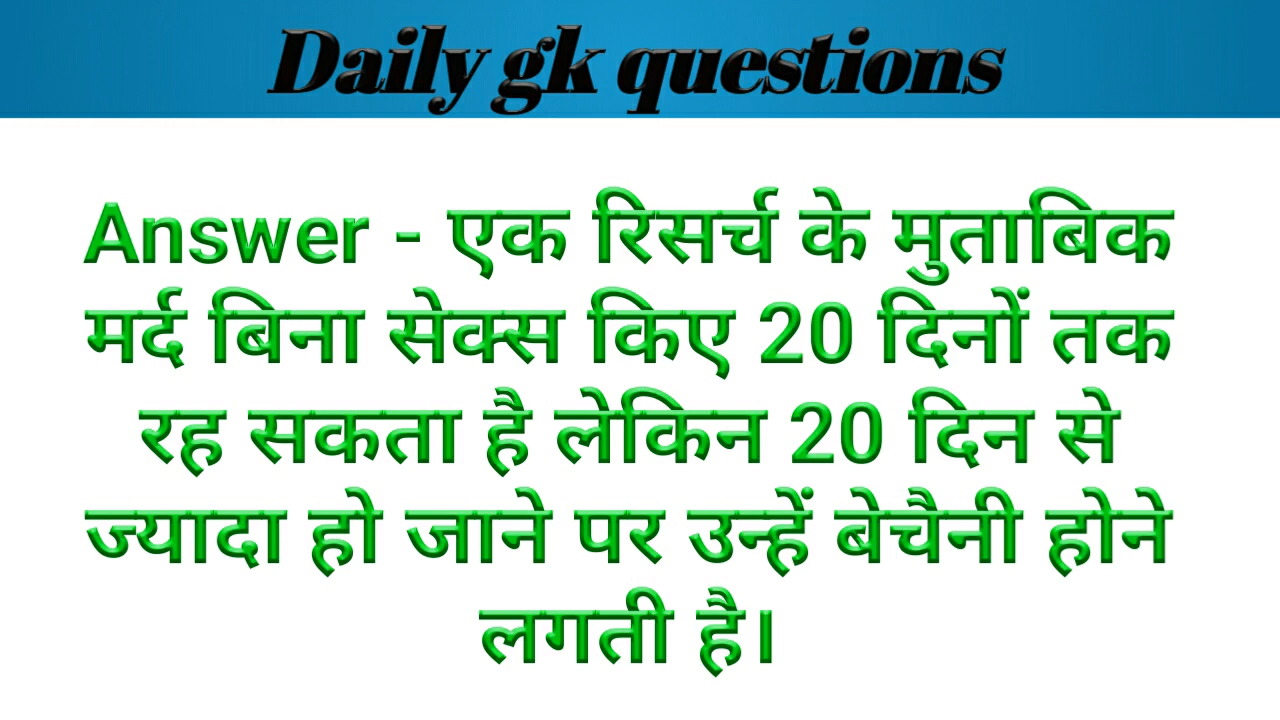 Daily gk questions
Answer - एक रिसर्च के मुताबिक
मर्द बिना सेक्स किए 20 दिनों तक
रह सकता है लेकिन 20 दिन से
ज्यादा हो जाने पर उन्हें बेचैनी होने
लगती है।